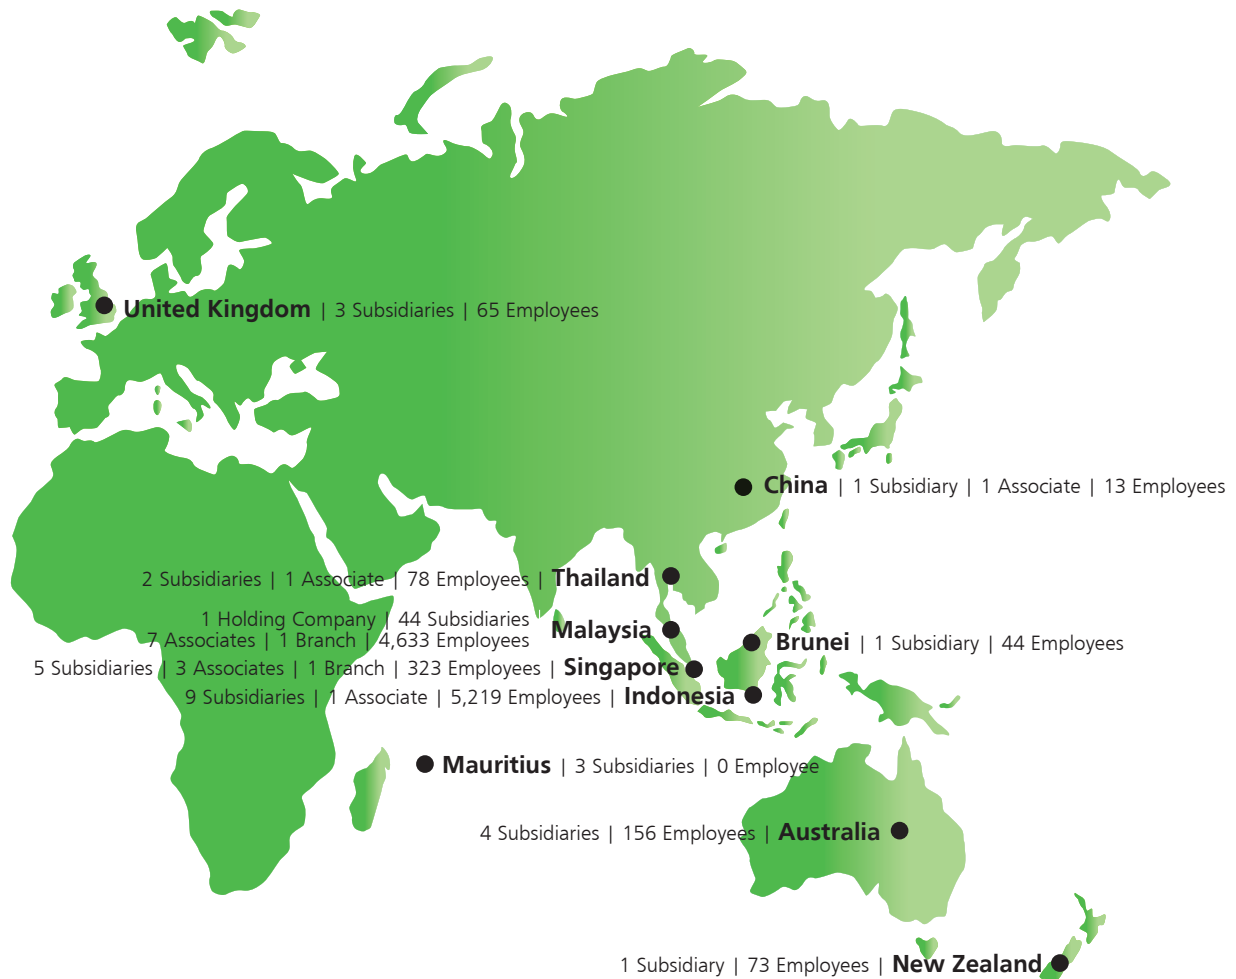 United Kingdom | 3 Subsidiaries | 65 Employees
China | 1 Subsidiary | 1 Associate | 13 Employees
2 Subsidiaries | 1 Associate | 78 Employees | Thailand
1 Holding Company | 44 Subsidiaries
7 Associates | 1 Branch | 4,633 Employees
Malaysia
Brunei | 1 Subsidiary | 44 Employees
5 Subsidiaries | 3 Associates | 1 Branch | 323 Employees | Singapore
9 Subsidiaries | 1 Associate | 5,219 Employees | Indonesia
Mauritius | 3 Subsidiaries | 0 Employee
4 Subsidiaries | 156 Employees | Australia
1 Subsidiary | 73 Employees | New Zealand